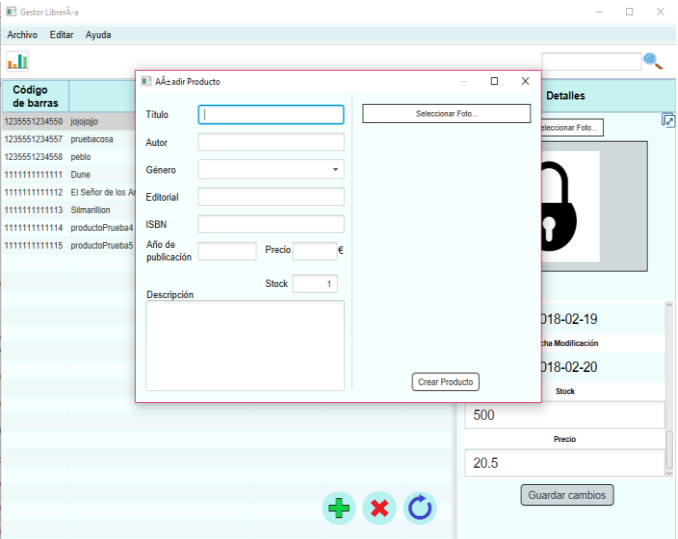 Gestor LibrerÃ-a
Archivo Editar Ayuda
Código
de barras
Detalles
1235551234550 jojojojo
1235551234557 pruebacosa
1235551234558 peblo
1111111111111 Dune
1111111111112 El Señor de los
1111111111113 Silmarillion
1111111111114 productoPrueba4
1111111111115 productoPrueba5
AÃ±adir Producto
Título
Autor
Género
Editorial
ISBN
Año de
publicación
Precio €
Stock 1
Descripción
Seleccionar Foto...
Crear Producto
eleccionar Foto...
018-02-19
cha Modificación
018-02-20
Stock
500
Precio
20.5
Guardar cambios